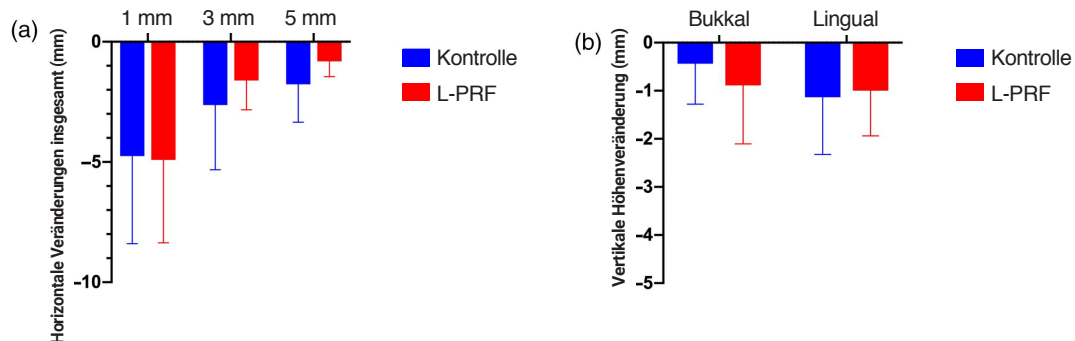 (a)
1 mm 3 mm 5 mm
Horizontale Veränderungen insgesamt (mm)
0
–5
–10
Kontrolle
L-PRF
(b)
Bukkal Lingual
Vertikale Höhenveränderung (mm)
0
–1
–2
–3
–4
–5
Kontrolle
L-PRF